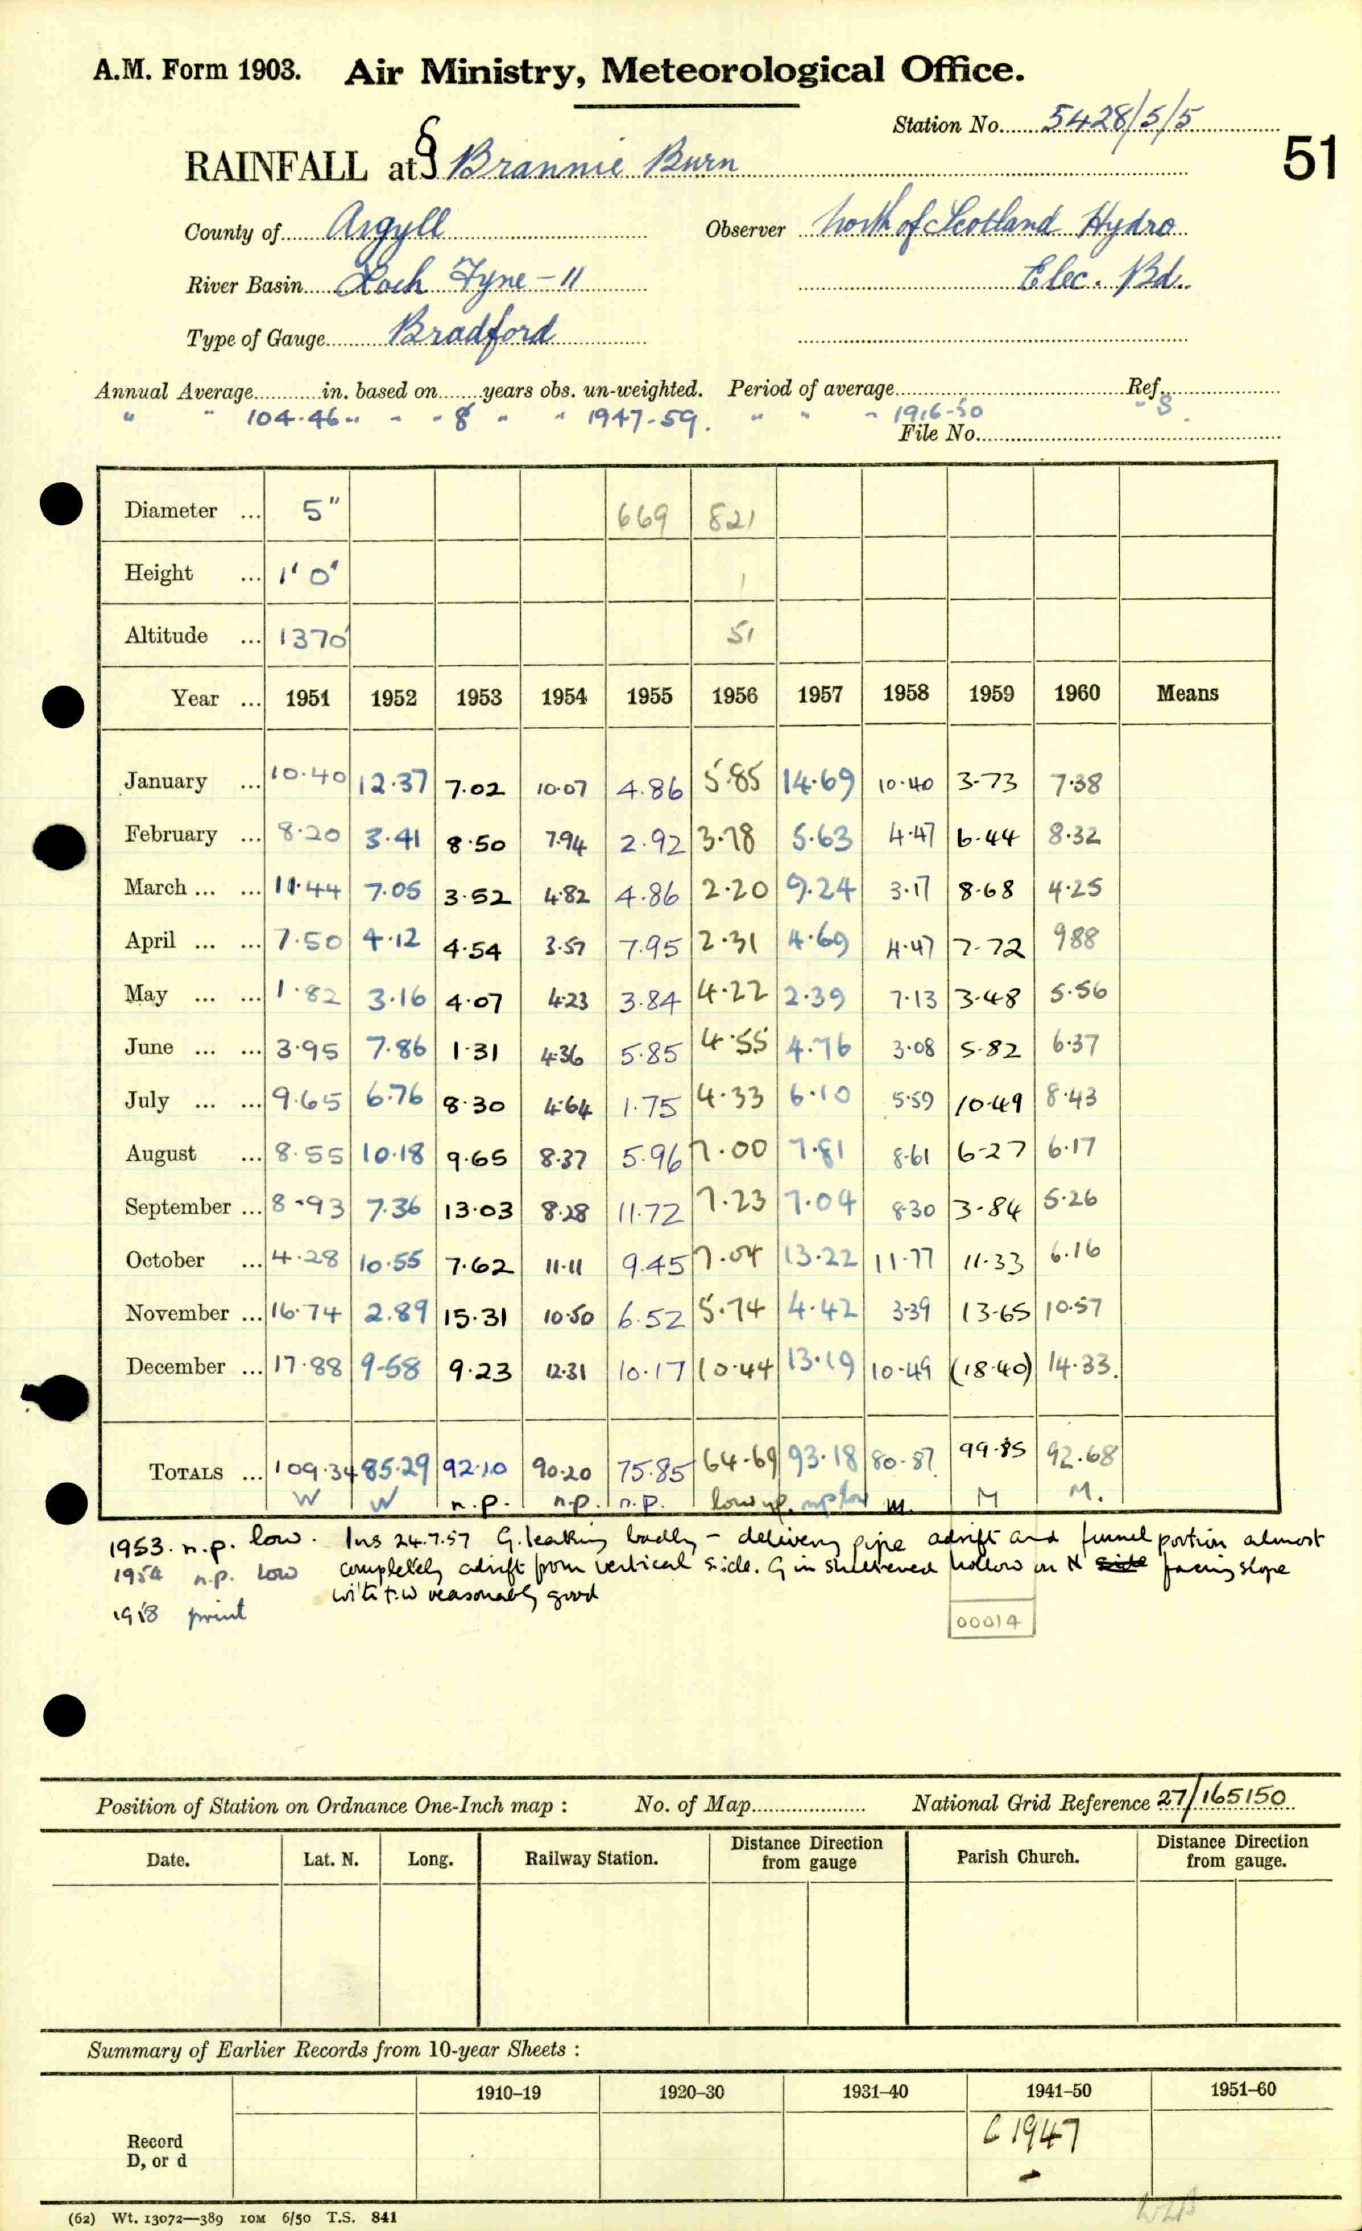 A.M. Form 1903. Air Ministry, Meteorological Office.
Station No. 5428/5/5
51
RAINFALL at § Brannie Burn
County of Argyll Observer North of Scotland Hydro
River Basin Loch Fyne - 11 Elec. Bd.
Type of Gauge Bradford
Annual Average in. based on years obs. un-weighted. Period of average Ref.
" " 104.46 " - - 8 " " 1947-59. " " - 1916-50 " S.
File No.
Diameter ... 5" 669 821
Height ... 1' 0" 1
Altitude ... 1370' 51
Year ... 1951 1952 1953 1954 1955 1956 1957 1958 1959 1960 Means
January ... 10.40 12.37 7.02 10.07 4.86 5.85 14.69 10.40 3.73 7.38
February ... 8.20 3.41 8.50 7.94 2.92 3.78 5.63 4.47 6.44 8.32
March ... ... 11.44 7.05 3.52 4.82 4.86 2.20 9.24 3.17 8.68 4.25
April ... ... 7.50 4.12 4.54 3.57 7.95 2.31 4.69 4.47 7.72 988
May ... ... 1.82 3.16 4.07 4.23 3.84 4.22 2.39 7.13 3.48 5.56
June ... ... 3.95 7.86 1.31 4.36 5.85 4.55 4.76 3.08 5.82 6.37
July ... ... 9.65 6.76 8.30 4.64 1.75 4.33 6.10 5.59 10.49 8.43
August ... 8.55 10.18 9.65 8.37 5.96 7.00 7.81 8.61 6.27 6.17
September ... 8.93 7.36 13.03 8.28 11.72 7.23 7.04 8.30 3.84 5.26
October ... 4.28 10.55 7.62 11.11 9.45 7.04 13.22 11.77 11.33 6.16
November ... 16.74 2.89 15.31 10.50 6.52 5.74 4.42 3.39 13.65 10.57
December ... 17.88 9.58 9.23 12.31 10.17 10.44 13.19 10.49 (18.40) 14.33.
TOTALS ... 109.34 85.29 92.10 90.20 75.85 64.69 93.18 80.87 99.85 92.68
W W n.p. n.p. n.p. low n.p. n.p low m. M M.
1953. n.p. low. Ins 24.7.57 G. leaking badly - delivery pipe adrift and funnel portion almost
1954 n.p. low completely adrift from vertical side. G in sheltered hollow on N side facing slope
1958 print with t.w reasonably good
00014
Position of Station on Ordnance One-Inch map : No. of Map National Grid Reference 27/165150
Date. Lat. N. Long. Railway Station. Distance Direction from gauge Parish Church. Distance Direction from gauge.
Summary of Earlier Records from 10-year Sheets :
1910–19 1920–30 1931–40 1941–50 1951–60
Record D, or d C 1947 -
(62) Wt. 13072—389 10M 6/50 T.S. 841